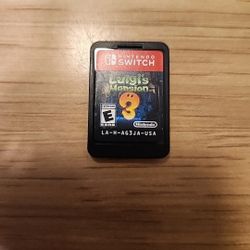 NINTENDO
SWITCH
Luigi's
Mansion
3
E
Nintendo
LA-H-AG3JA-USA